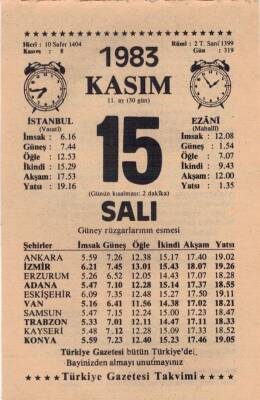 Hicrî : 10 Safer 1404
Kasım : 8
Rûmî : 2 T. Sani 1399
Gün : 319
1983
KASIM
11. ay (30 gün)
İSTANBUL
(Vasatî)
İmsak : 6.16
Güneş : 7.44
Öğle : 12.53
İkindi : 15.29
Akşam : 17.53
Yatsı : 19.16
15
EZÂNÎ
(Mahallî)
İmsak : 12.08
Güneş : 1.54
Öğle : 7.07
İkindi : 9.43
Akşam : 12.00
Yatsı : 1.35
(Günün kısalması: 2 dakika)
SALI
Güney rüzgarlarının esmesi
Şehirler İmsak Güneş Öğle İkindi Akşam Yatsı
ANKARA 5.59 7.26 12.38 15.17 17.40 19.02
İZMİR 6.21 7.45 13.01 15.43 18.07 19.26
ERZURUM 5.26 6.52 12.05 14.43 18.07 18.28
ADANA 5.47 7.10 12.28 15.14 17.37 18.55
ESKİŞEHİR 6.09 7.35 12.48 15.27 17.50 19.11
VAN 5.16 6.41 11.56 14.38 17.02 18.21
SAMSUN 5.47 7.15 12.24 15.00 17.23 18.47
TRABZON 5.33 7.01 12.11 14.47 17.11 18.33
KAYSERİ 5.48 7.12 12.28 15.09 17.33 18.52
KONYA 5.59 7.23 12.40 15.23 17.46 19.05
Türkiye Gazetesi bütün Türkiye'de;
Bayinizden almayı unutmayınız
★★★★Türkiye Gazetesi Takvimi★★★★